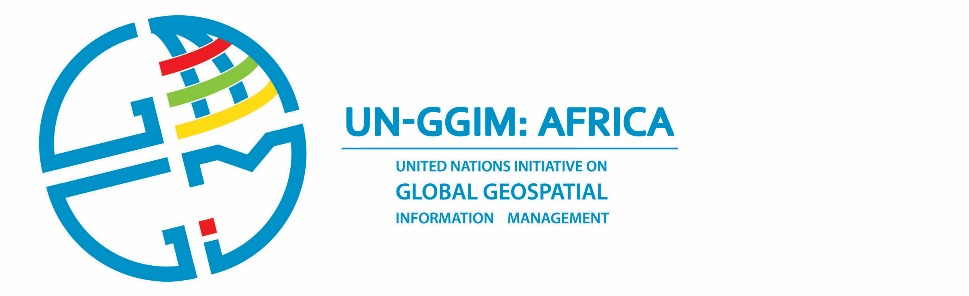 UN-GGIM: AFRICA
UNITED NATIONS INITIATIVE ON
GLOBAL GEOSPATIAL
INFORMATION MANAGEMENT